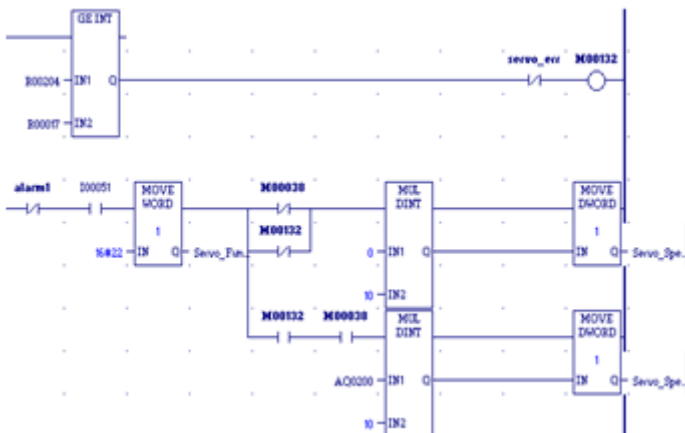 GE INT
servo_err M00132
R00204 IN1 Q
R00017 IN2
alarm1 I00051 MOVE WORD M00038 MUL DINT MOVE DWORD
1 M00132 1
16#22 IN Q Servo_Fun.. 0 IN1 Q IN Q Servo_Spe..
10 IN2
M00132 M00038 MUL DINT MOVE DWORD
1
AQ0200 IN1 Q IN Q Servo_Spe..
10 IN2